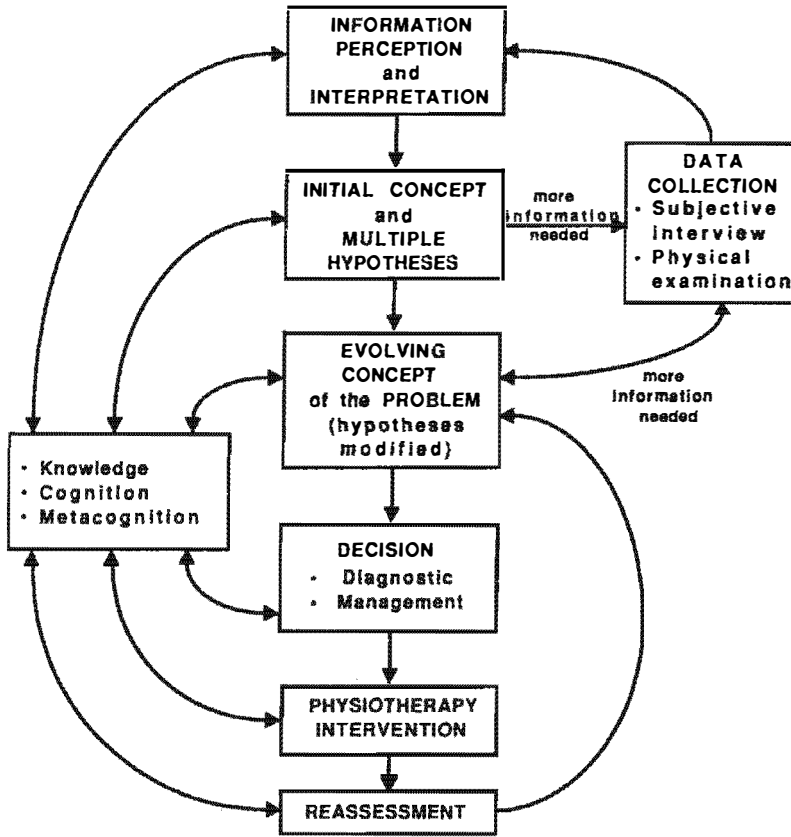 INFORMATION
PERCEPTION
and
INTERPRETATION
INITIAL CONCEPT
and
MULTIPLE
HYPOTHESES
more
information
needed
DATA
COLLECTION
• Subjective
interview
• Physical
examination
EVOLVING
CONCEPT
of the PROBLEM
(hypotheses
modified)
more
information
needed
• Knowledge
• Cognition
• Metacognition
DECISION
• Diagnostic
• Management
PHYSIOTHERAPY
INTERVENTION
REASSESSMENT